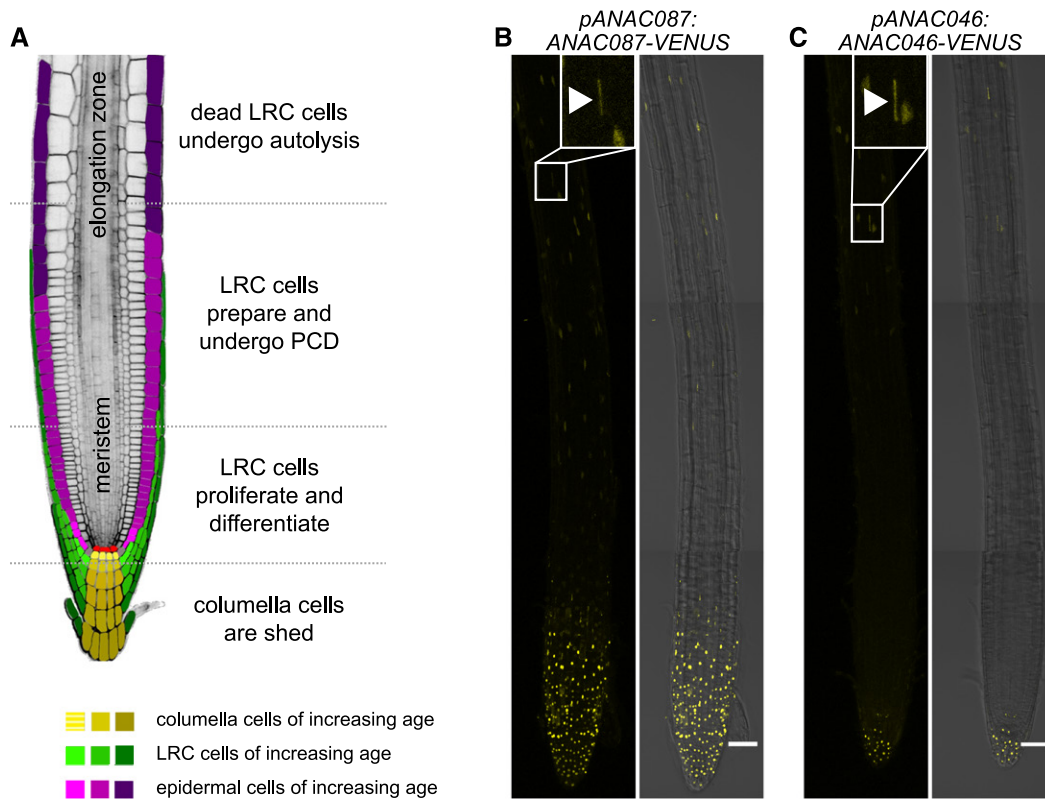 A
elongation zone
meristem
dead LRC cells
undergo autolysis
LRC cells
prepare and
undergo PCD
LRC cells
proliferate and
differentiate
columella cells
are shed
columella cells of increasing age
LRC cells of increasing age
epidermal cells of increasing age
B
pANAC087:
ANAC087-VENUS
C
pANAC046:
ANAC046-VENUS